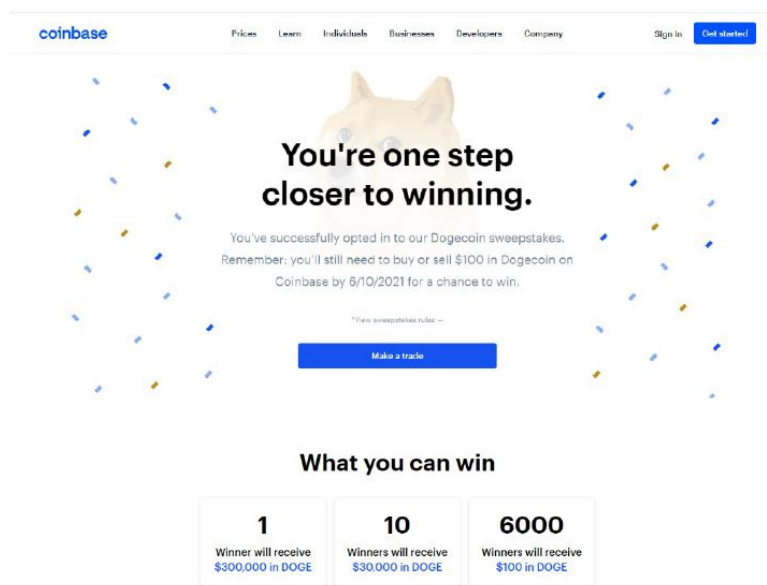 coinbase Prices Learn Individuals Businesses Developers Company Sign in Get started
You're one step
closer to winning.
You've successfully opted in to our Dogecoin sweepstakes.
Remember: you'll still need to buy or sell $100 in Dogecoin on
Coinbase by 6/10/2021 for a chance to win.
*View sweepstakes rules →
Make a trade
What you can win
1 10 6000
Winner will receive Winners will receive Winners will receive
$300,000 in DOGE $30,000 in DOGE $100 in DOGE